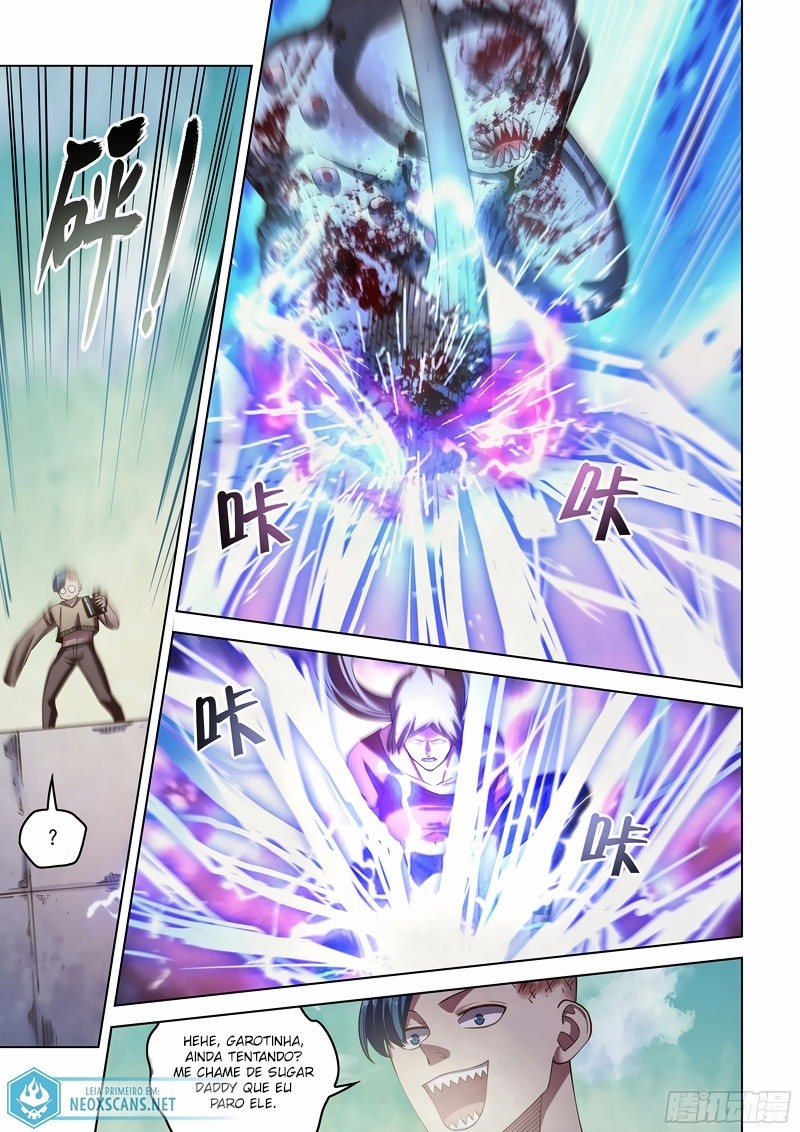 砰!
咔
咔
咔
咔
?
HEHE, GAROTINHA,
AINDA TENTANDO?
ME CHAME DE SUGAR
DADDY QUE EU
PARO ELE.
LEIA PRIMEIRO EM:
NEOXSCANS.NET
腾讯动漫